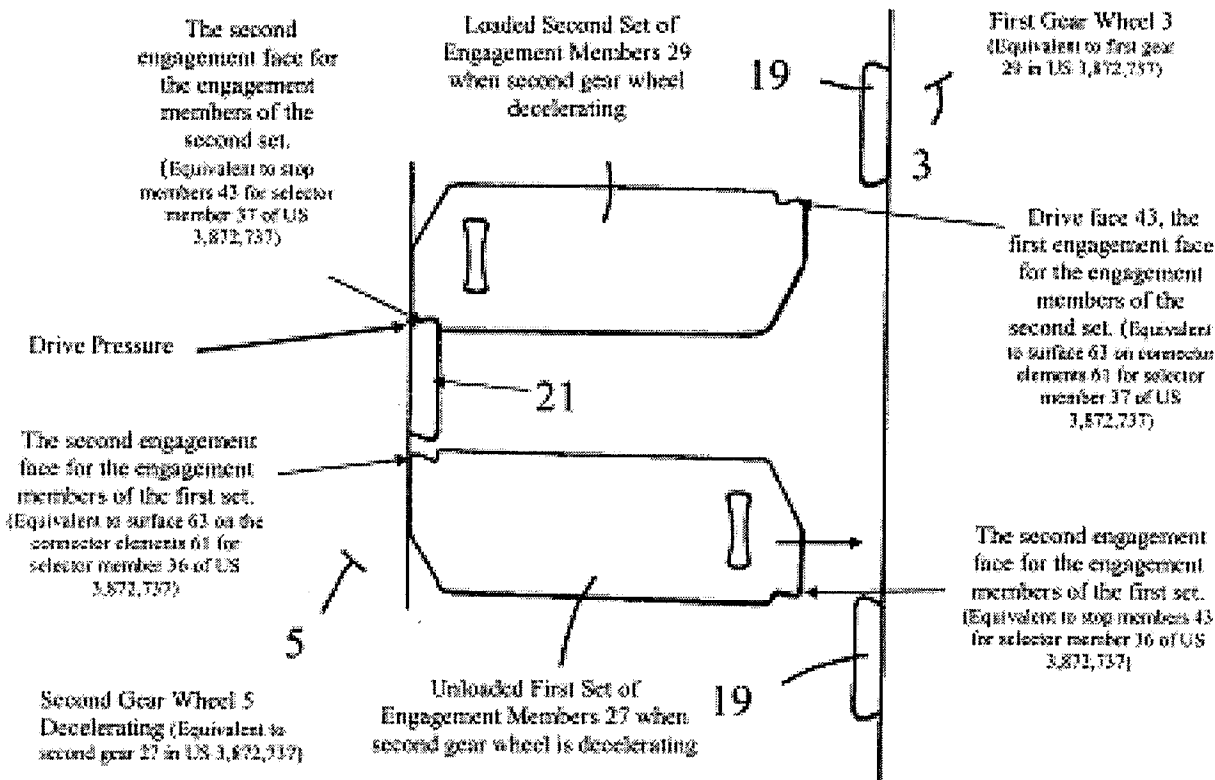 The second
engagement face for
the engagement
members of the
second set.
(Equivalent to stop
members 43 for selector
member 37 of US
3,872,737)
Loaded Second Set of
Engagement Members 29
when second gear wheel
decelerating
19
First Gear Wheel 3
(Equivalent to first gear
29 in US 3,872,737)
3
Drive face 43, the
first engagement face
for the engagement
members of the
second set. (Equivalent
to surface 63 on connector
elements 61 for selector
member 37 of US
3,872,737)
Drive Pressure
21
The second engagement
face for the engagement
members of the first set.
(Equivalent to surface 63 on the
connector elements 61 for
selector member 36 of US
3,872,737)
5
The second engagement
face for the engagement
members of the first set.
(Equivalent to stop members 43
for selector member 36 of US
3,872,737)
19
Second Gear Wheel 5
Decelerating (Equivalent to
second gear 27 in US 3,872,737)
Unloaded First Set of
Engagement Members 27 when
second gear wheel is decelerating